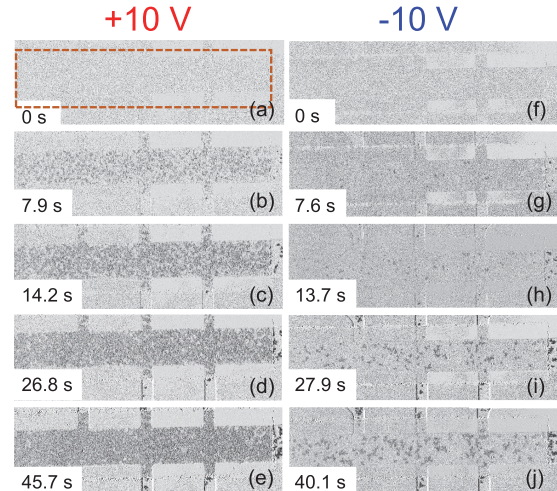 +10 V
-10 V
(a)
0 s
(f)
0 s
(b)
7.9 s
(g)
7.6 s
(c)
14.2 s
(h)
13.7 s
(d)
26.8 s
(i)
27.9 s
(e)
45.7 s
(j)
40.1 s